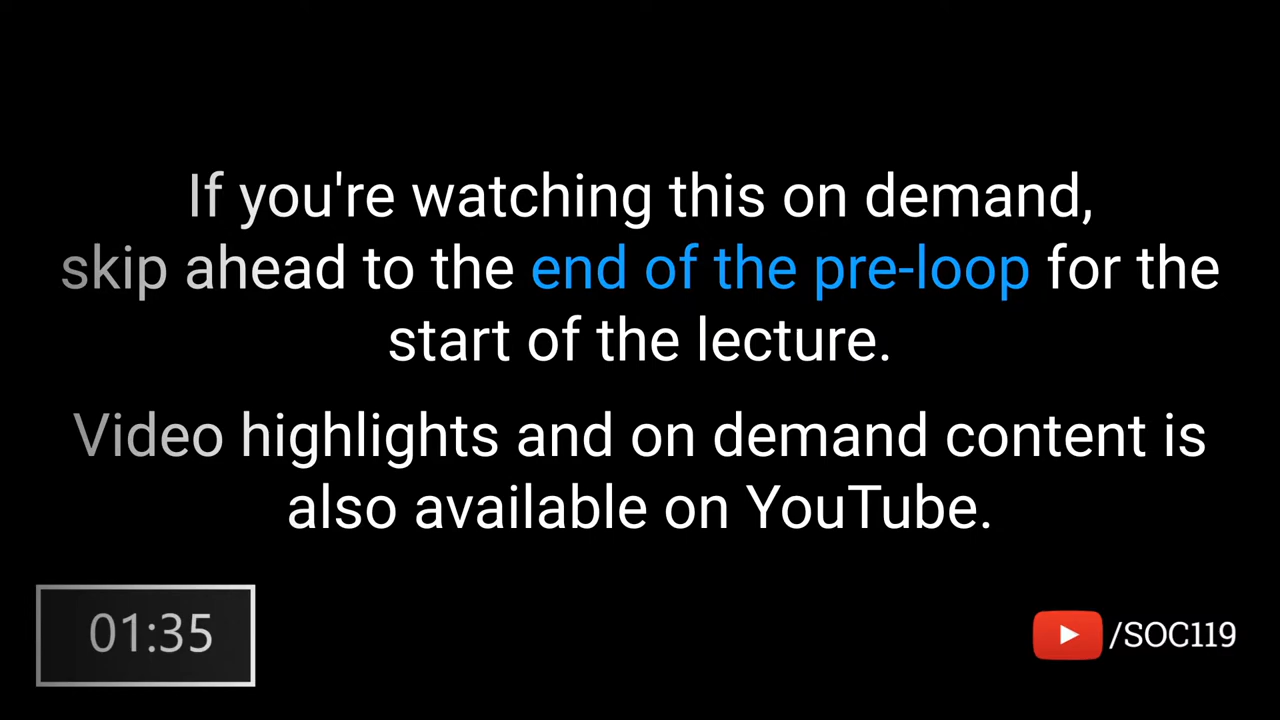 If you're watching this on demand,
skip ahead to the end of the pre-loop for the
start of the lecture.
Video highlights and on demand content is
also available on YouTube.
01:35
/SOC119